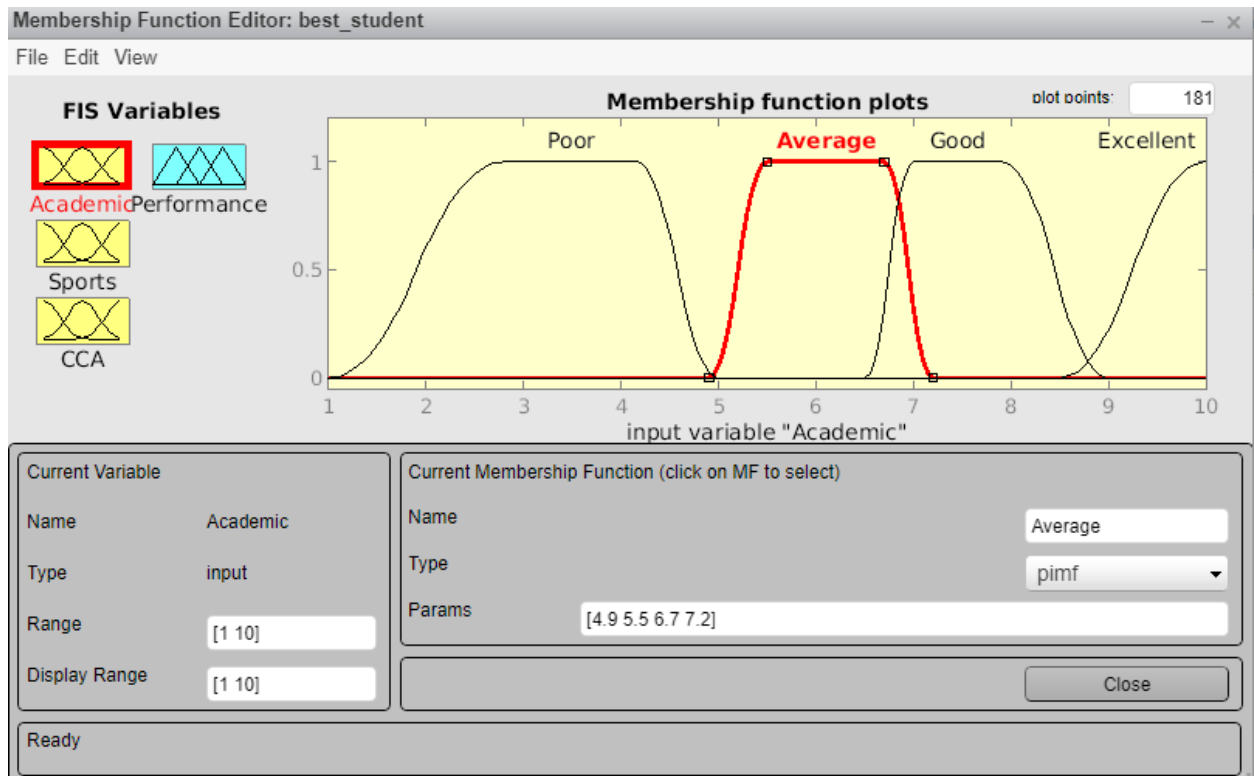 Membership Function Editor: best_student
File Edit View
FIS Variables
Academic
Performance
Sports
CCA
Membership function plots
plot points: 181
Poor Average Good Excellent
1
0.5
0
1 2 3 4 5 6 7 8 9 10
input variable "Academic"
Current Variable
Name Academic
Type input
Range [1 10]
Display Range [1 10]
Current Membership Function (click on MF to select)
Name Average
Type pimf
Params [4.9 5.5 6.7 7.2]
Close
Ready